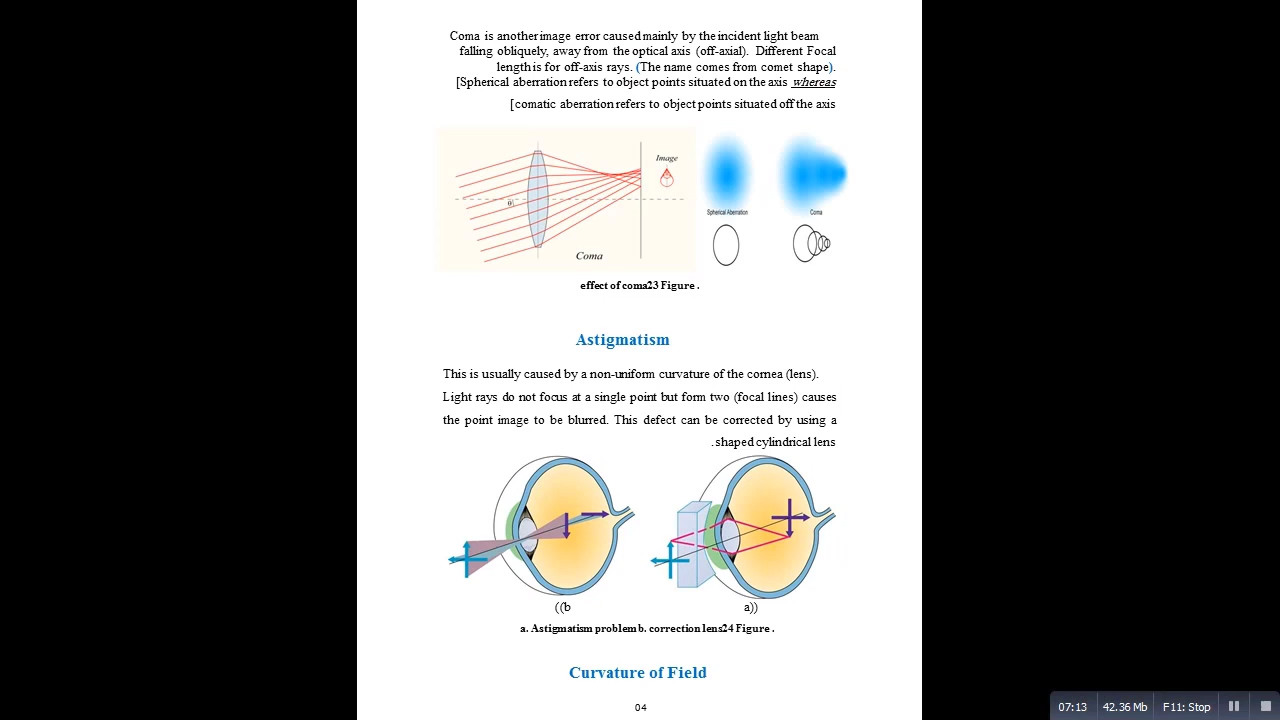 Coma is another image error caused mainly by the incident light beam
falling obliquely, away from the optical axis (off-axial). Different Focal
length is for off-axis rays. (The name comes from comet shape).
[Spherical aberration refers to object points situated on the axis whereas
[comatic aberration refers to object points situated off the axis
Image
θ
Coma
Spherical Aberration
Coma
effect of coma23 Figure .
Astigmatism
This is usually caused by a non-uniform curvature of the cornea (lens).
Light rays do not focus at a single point but form two (focal lines) causes
the point image to be blurred. This defect can be corrected by using a
.shaped cylindrical lens
((b
a))
a. Astigmatism problem b. correction lens24 Figure .
Curvature of Field
04
07:13 42.36 Mb F11: Stop